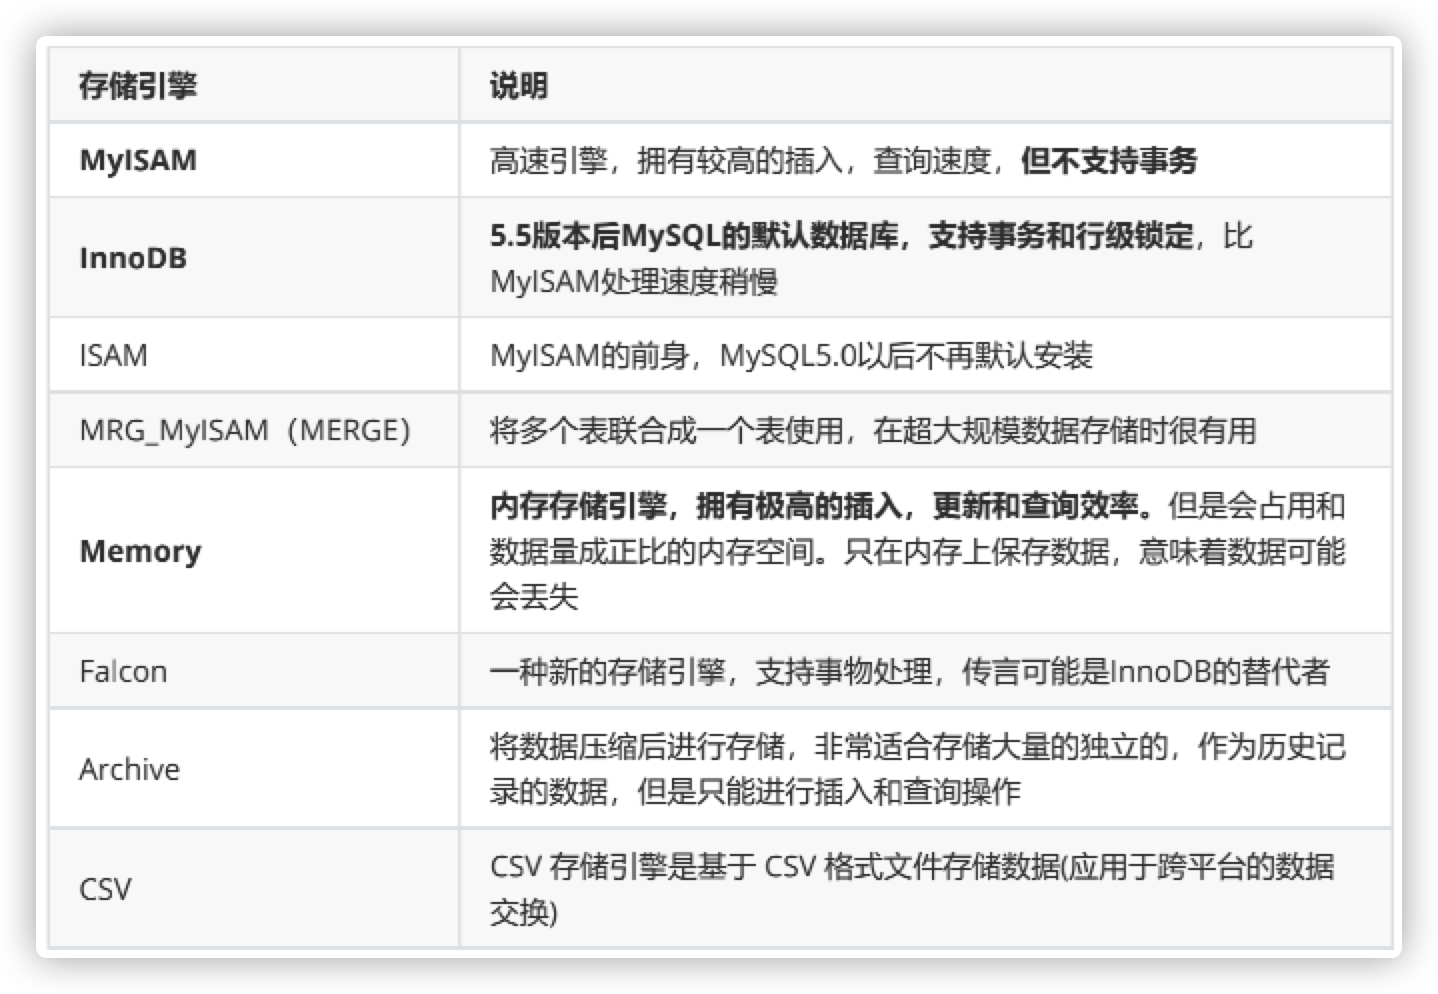 存储引擎
说明
MyISAM
高速引擎，拥有较高的插入，查询速度，但不支持事务
InnoDB
5.5版本后MySQL的默认数据库，支持事务和行级锁定，比
MyISAM处理速度稍慢
ISAM
MyISAM的前身，MySQL5.0以后不再默认安装
MRG_MyISAM（MERGE）
将多个表联合成一个表使用，在超大规模数据存储时很有用
Memory
内存存储引擎，拥有极高的插入，更新和查询效率。但是会占用和
数据量成正比的内存空间。只在内存上保存数据，意味着数据可能
会丢失
Falcon
一种新的存储引擎，支持事物处理，传言可能是InnoDB的替代者
Archive
将数据压缩后进行存储，非常适合存储大量的独立的，作为历史记
录的数据，但是只能进行插入和查询操作
CSV
CSV 存储引擎是基于 CSV 格式文件存储数据(应用于跨平台的数据
交换)